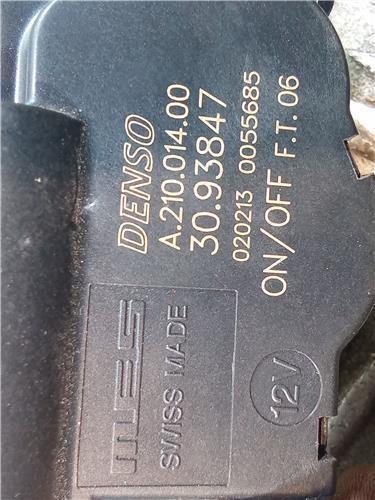 DENSO
A.210.014.00
30.93847
020213 0055685
ON/OFF F.T. 06
mes
SWISS MADE
12V